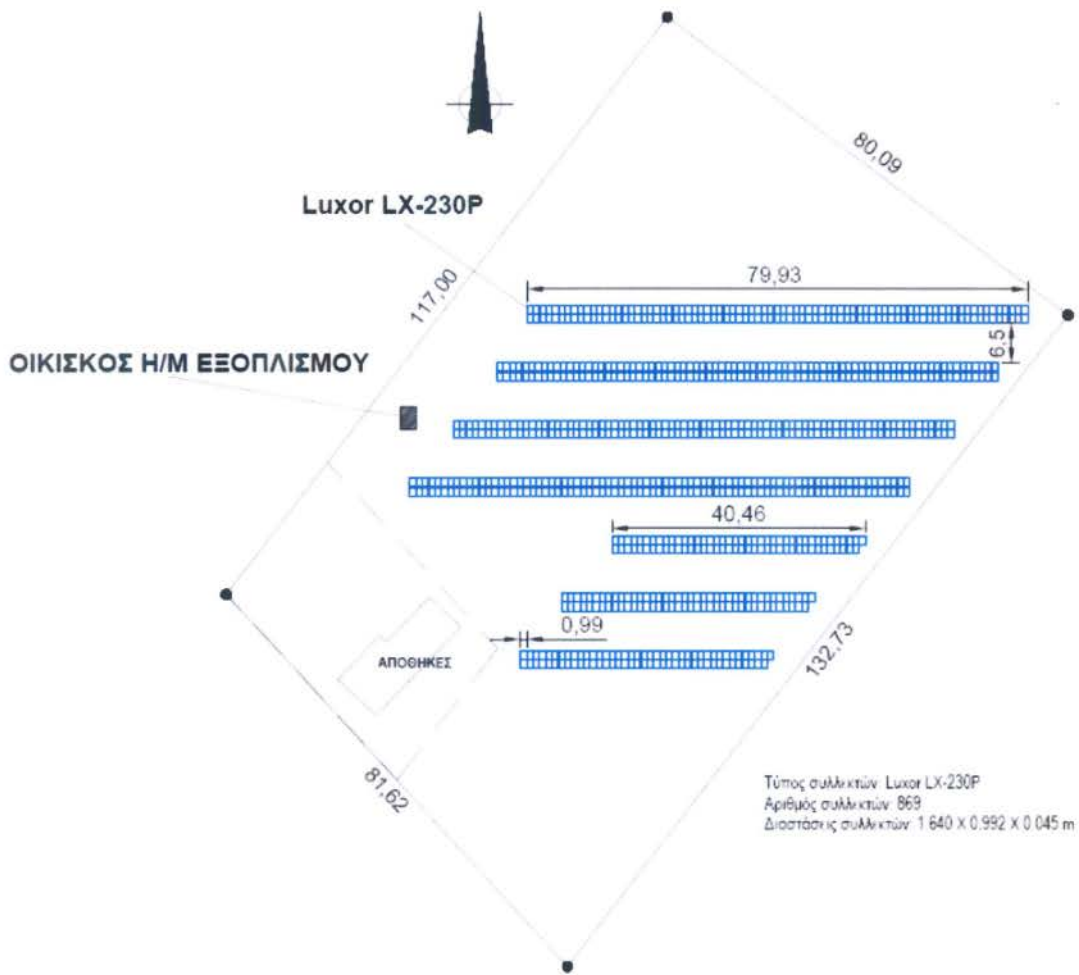 80,09
Luxor LX-230P
117,00
79,93
6,5
ΟΙΚΙΣΚΟΣ Η/Μ ΕΞΟΠΛΙΣΜΟΥ
40,46
0,99
132,73
ΑΠΟΘΗΚΕΣ
81,62
Τύπος συλλεκτών: Luxor LX-230P
Αριθμός συλλεκτών: 869
Διαστάσεις συλλεκτών: 1.640 X 0.992 X 0.045 m